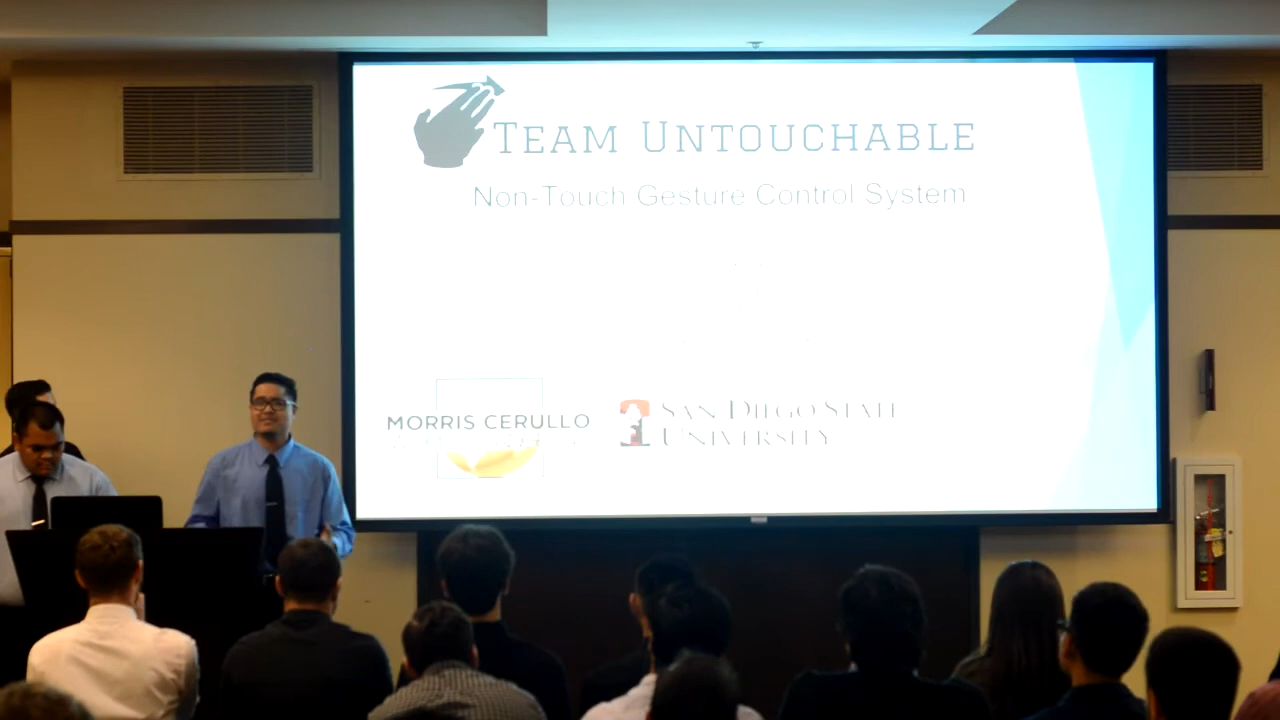 TEAM UNTOUCHABLE
Non-Touch Gesture Control System
MORRIS CERULLO
SAN DIEGO STATE
UNIVERSITY